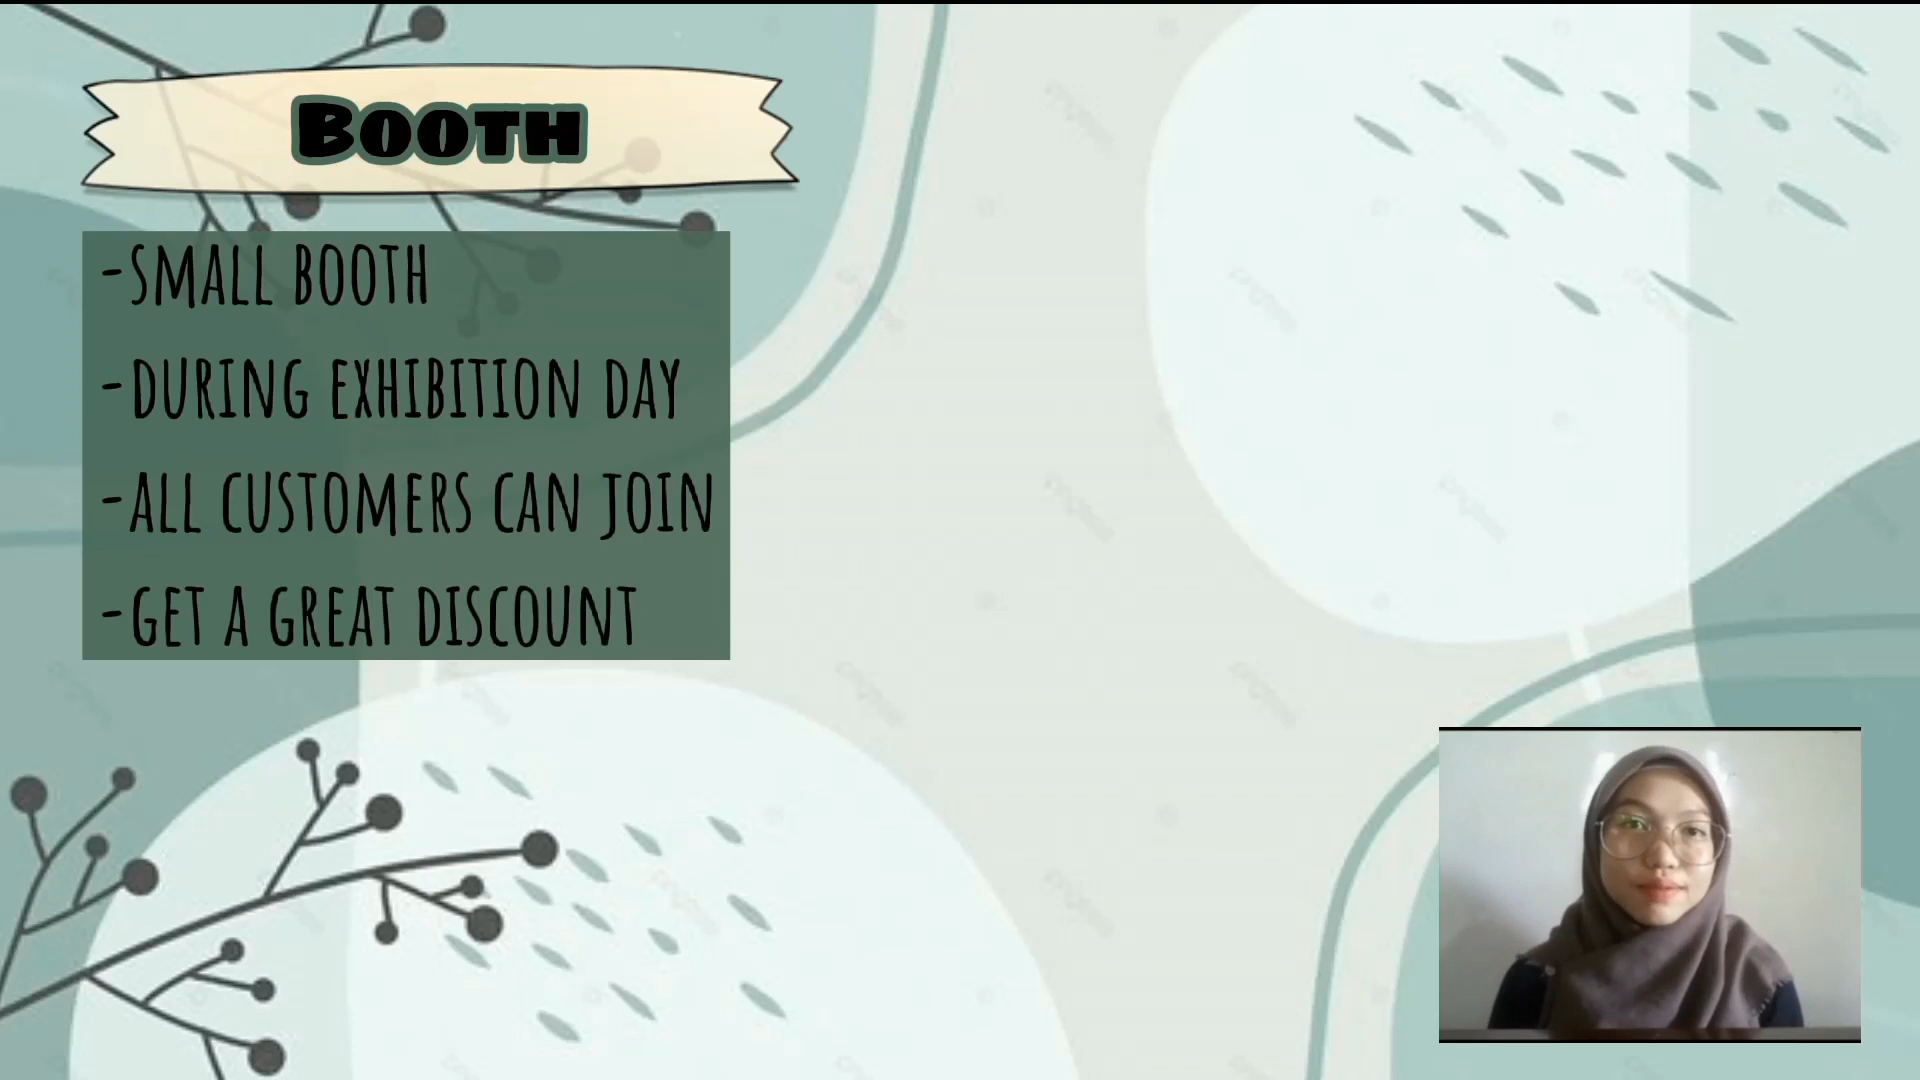 BOOTH
-SMALL BOOTH
-DURING EXHIBITION DAY
-ALL CUSTOMERS CAN JOIN
-GET A GREAT DISCOUNT